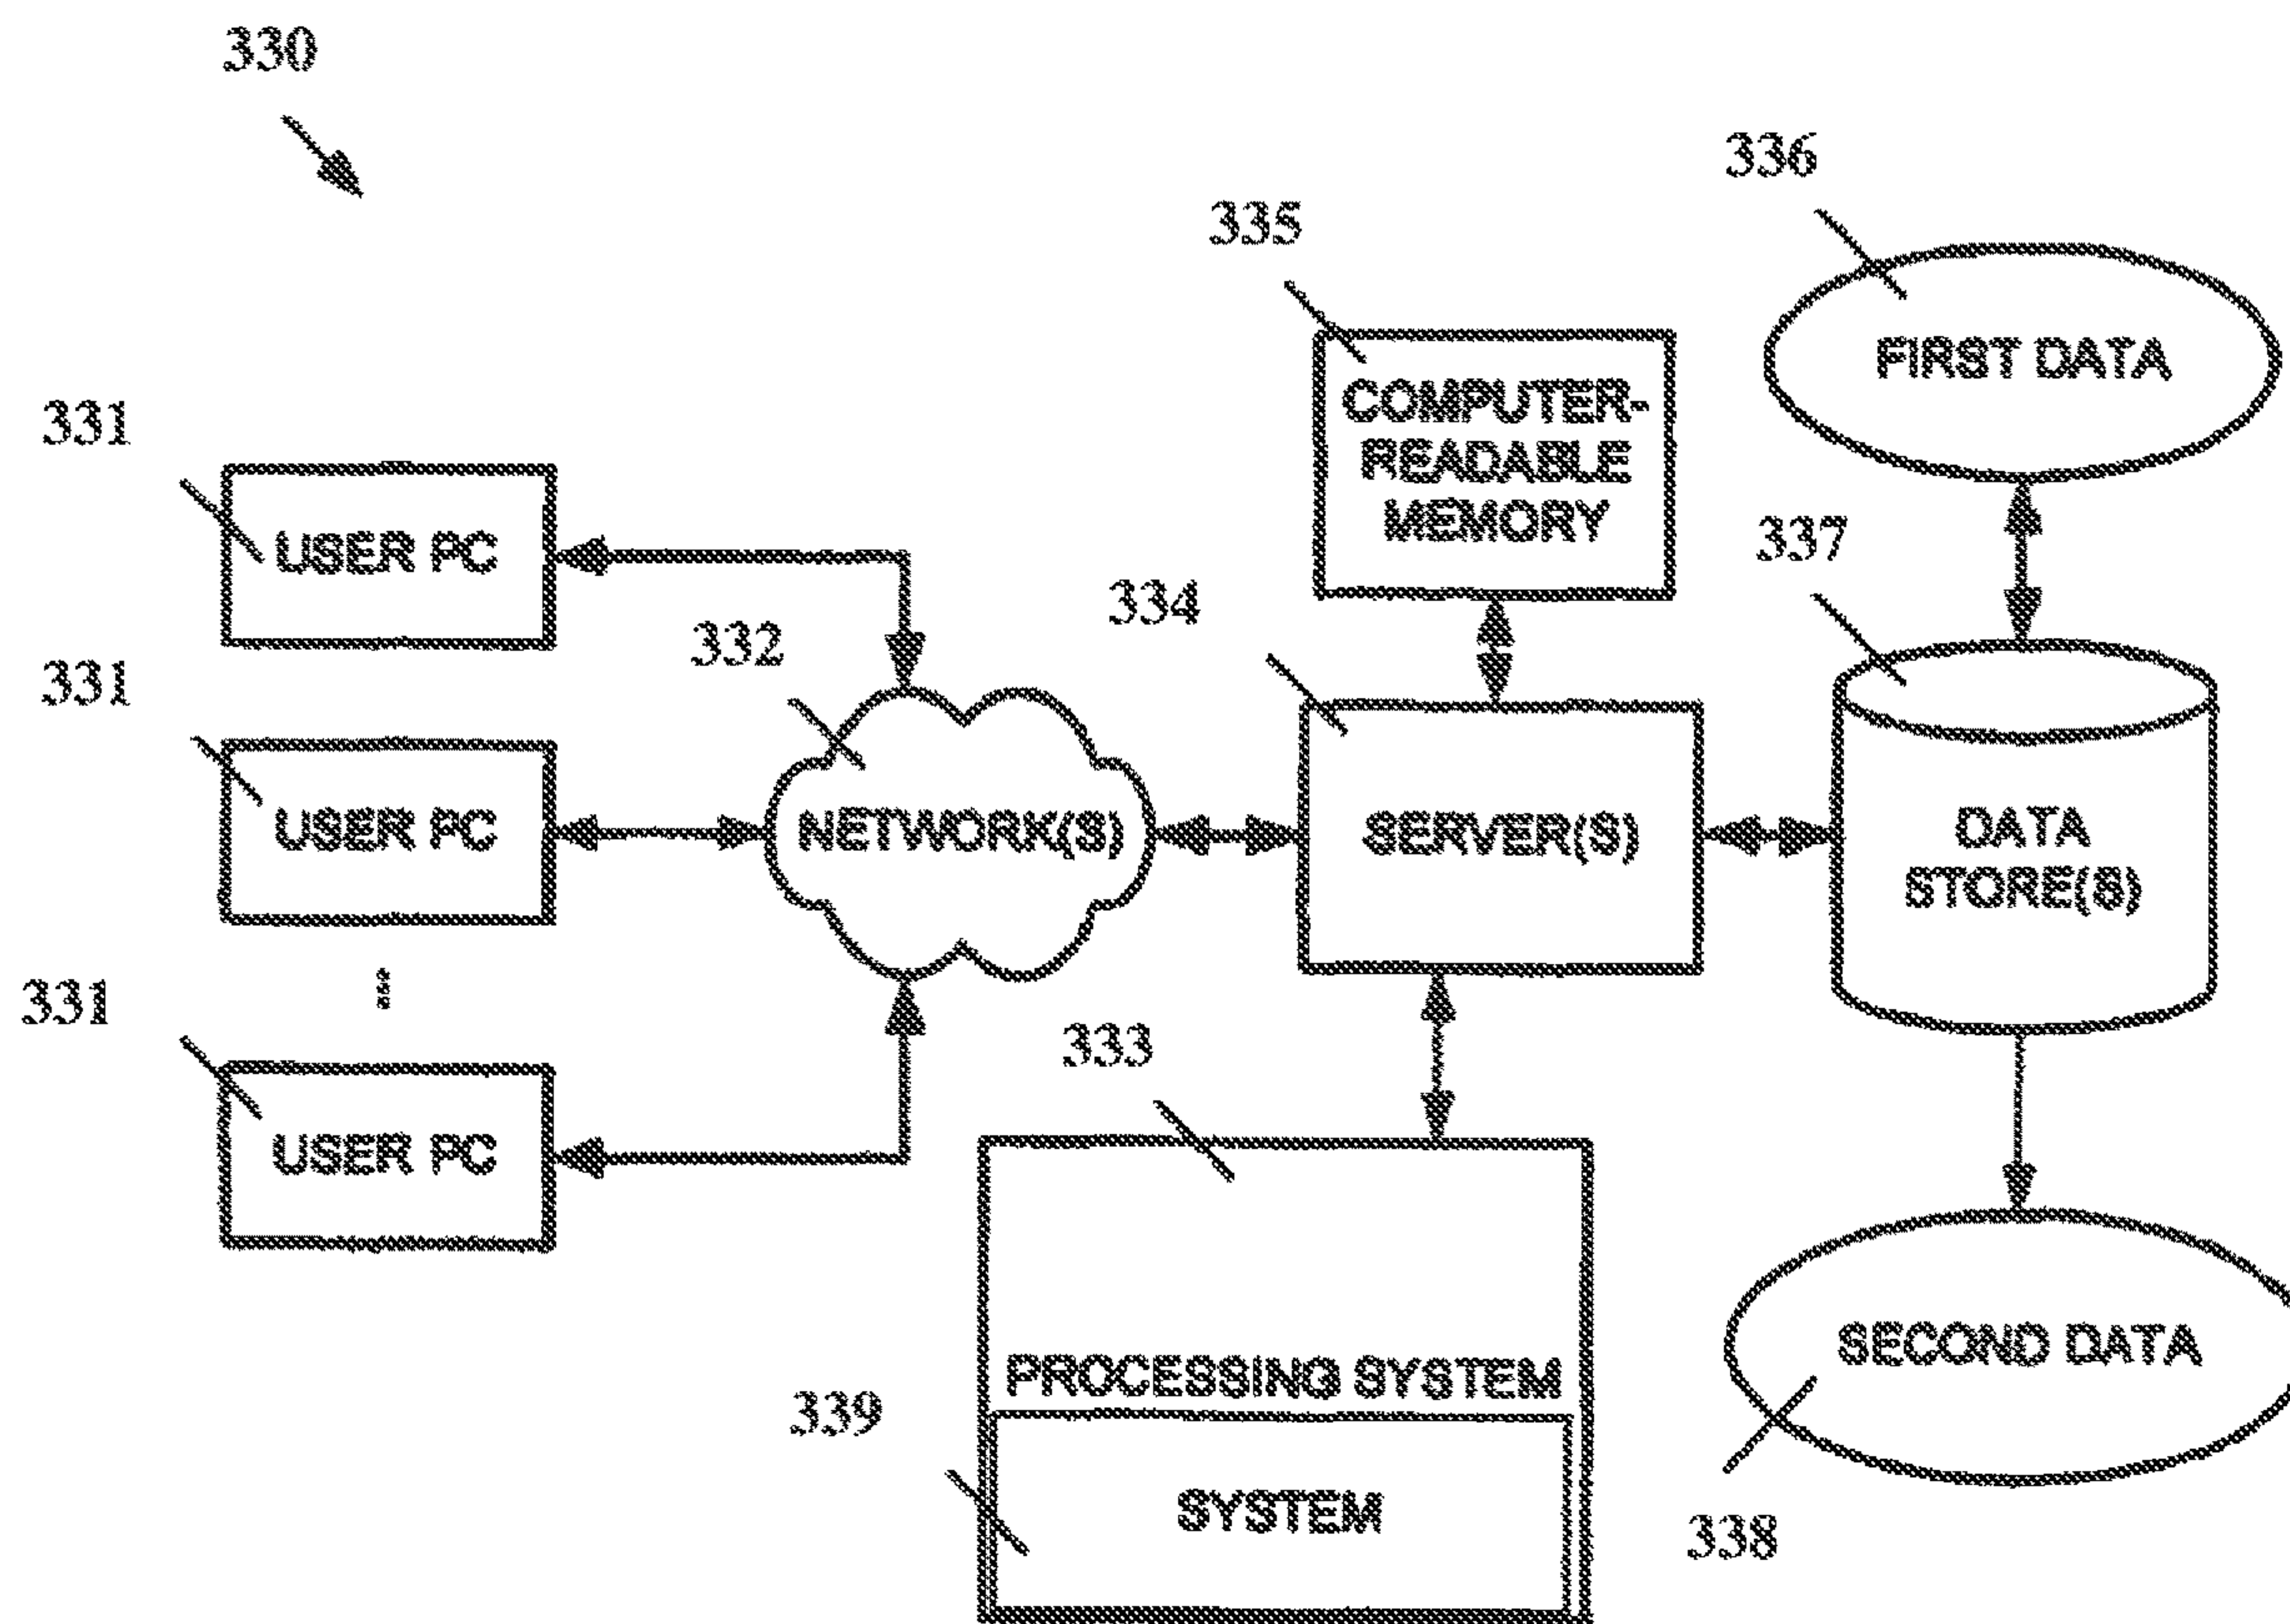 330
336
335
FIRST DATA
COMPUTER-
READABLE
MEMORY
331
USER PC
337
334
332
331
USER PC
NETWORK(S)
SERVER(S)
DATA
STORE(S)
331
333
USER PC
PROCESSING SYSTEM
SECOND DATA
339
SYSTEM
338